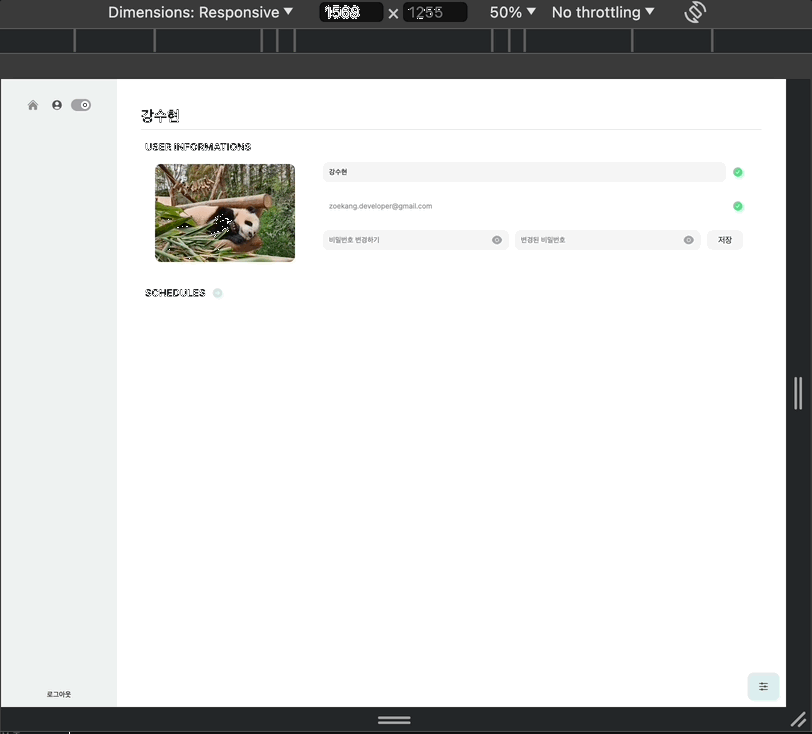 Dimensions: Responsive 1568 × 1255 50% No throttling
강수현
USER INFORMATIONS
강수현
zoekang.developer@gmail.com
비밀번호 변경하기 변경된 비밀번호 저장
SCHEDULES
로그아웃